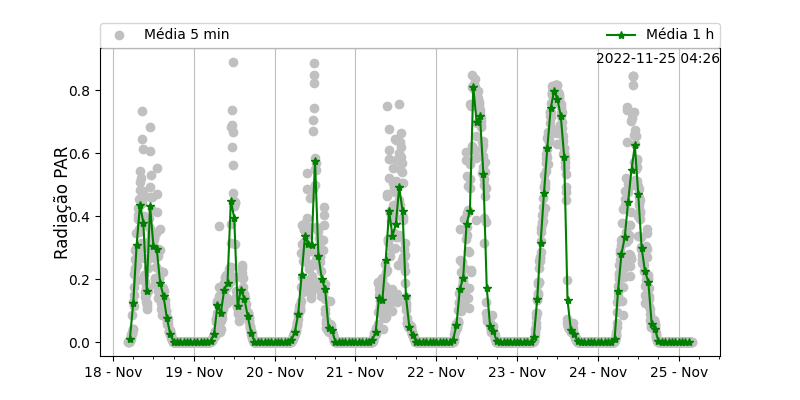 Média 5 min
Média 1 h
2022-11-25 04:26
Radiação PAR
0.8
0.6
0.4
0.2
0.0
18 - Nov
19 - Nov
20 - Nov
21 - Nov
22 - Nov
23 - Nov
24 - Nov
25 - Nov